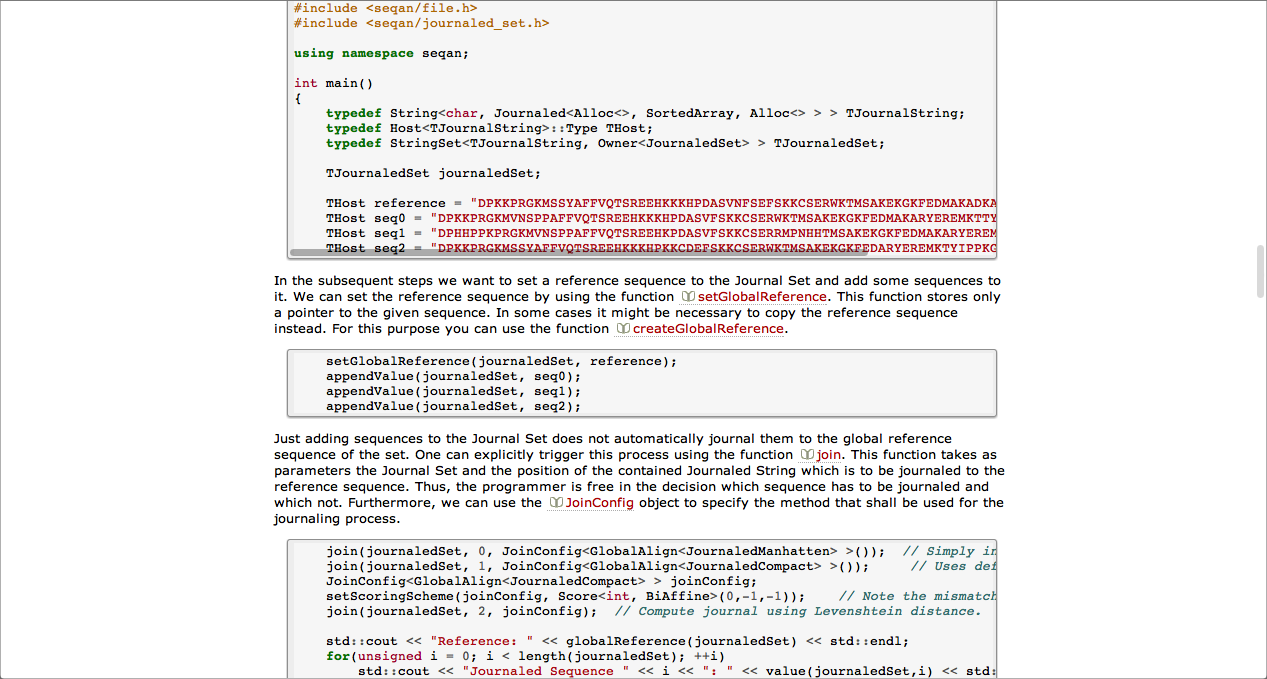 #include <seqan/file.h>
#include <seqan/journaled_set.h>
using namespace seqan;
int main()
{
typedef String<char, Journaled<Alloc<>, SortedArray, Alloc<> > > TJournalString;
typedef Host<TJournalString>::Type THost;
typedef StringSet<TJournalString, Owner<JournaledSet> > TJournaledSet;
TJournaledSet journaledSet;
THost reference = "DPKKPRGKMSSYAFFVQTSREEHKKKHPDASVNFSEFSKKCSERWKTMSAKEKGKFEDMAKADKA
THost seq0 = "DPKKPRGKMVNSPPAFFVQTSREEHKKKHPDASVFSKKCSERWKTMSAKEKGKFEDMAKARYEREMKTTY
THost seq1 = "DPHHPPKPRGKMVNSPPAFFVQTSREEHKPDASVFSKKCSERRMPNHHTMSAKEKGKFEDMAKARYEREM
THost seq2 = "DPKKPRGKMSSYAFFVQTSREEHKKKHPKKCDEFSKKCSERWKTMSAKEKGKFEDARYEREMKTYIPPKG
In the subsequent steps we want to set a reference sequence to the Journal Set and add some sequences to
it. We can set the reference sequence by using the function setGlobalReference. This function stores only
a pointer to the given sequence. In some cases it might be necessary to copy the reference sequence
instead. For this purpose you can use the function createGlobalReference.
setGlobalReference(journaledSet, reference);
appendValue(journaledSet, seq0);
appendValue(journaledSet, seq1);
appendValue(journaledSet, seq2);
Just adding sequences to the Journal Set does not automatically journal them to the global reference
sequence of the set. One can explicitly trigger this process using the function join. This function takes as
parameters the Journal Set and the position of the contained Journaled String which is to be journaled to the
reference sequence. Thus, the programmer is free in the decision which sequence has to be journaled and
which not. Furthermore, we can use the JoinConfig object to specify the method that shall be used for the
journaling process.
join(journaledSet, 0, JoinConfig<GlobalAlign<JournaledManhatten> >()); // Simply in
join(journaledSet, 1, JoinConfig<GlobalAlign<JournaledCompact> >()); // Uses def
JoinConfig<GlobalAlign<JournaledCompact> > joinConfig;
setScoringScheme(joinConfig, Score<int, BiAffine>(0,-1,-1)); // Note the mismatch
join(journaledSet, 2, joinConfig); // Compute journal using Levenshtein distance.
std::cout << "Reference: " << globalReference(journaledSet) << std::endl;
for(unsigned i = 0; i < length(journaledSet); ++i)
std::cout << "Journaled Sequence " << i << ": " << value(journaledSet,i) << std: